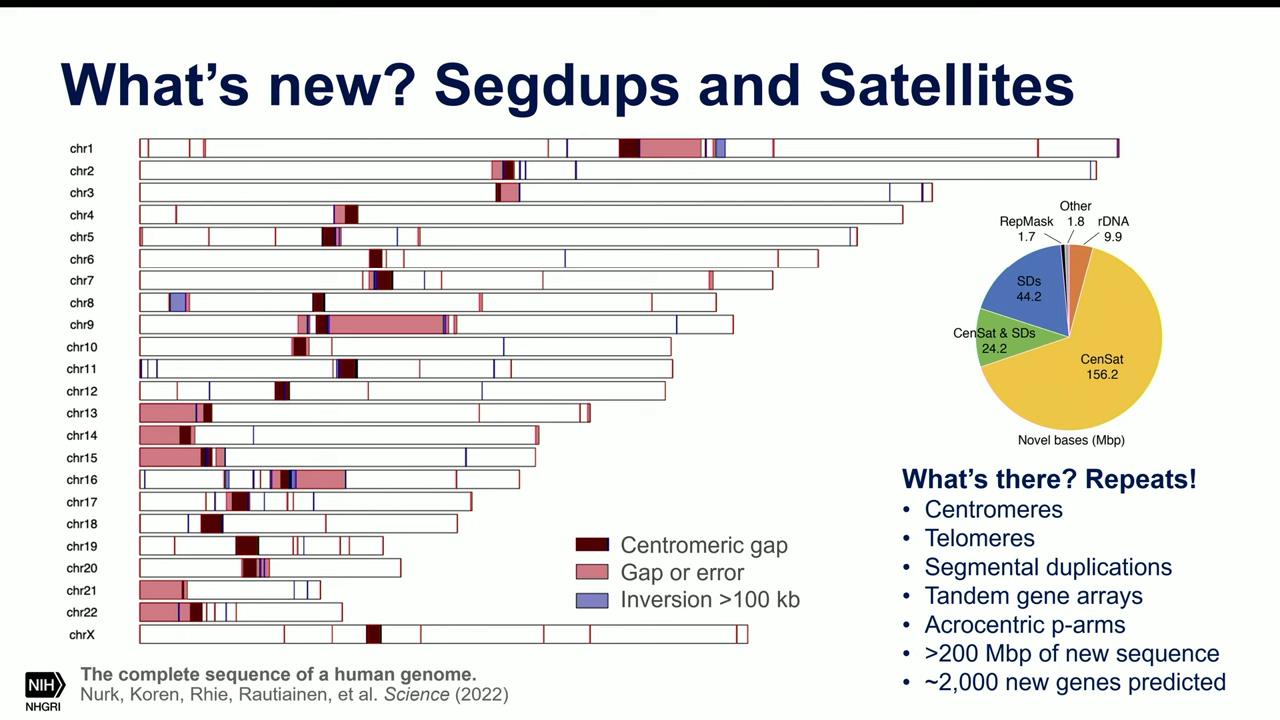 What's new? Segdups and Satellites
chr1
chr2
chr3
chr4
chr5
chr6
chr7
chr8
chr9
chr10
chr11
chr12
chr13
chr14
chr15
chr16
chr17
chr18
chr19
chr20
chr21
chr22
chrX
Centromeric gap
Gap or error
Inversion >100 kb
Other
1.8
RepMask
1.7
rDNA
9.9
SDs
44.2
CenSat & SDs
24.2
CenSat
156.2
Novel bases (Mbp)
What's there? Repeats!
• Centromeres
• Telomeres
• Segmental duplications
• Tandem gene arrays
• Acrocentric p-arms
• >200 Mbp of new sequence
• ~2,000 new genes predicted
NIH
NHGRI
The complete sequence of a human genome.
Nurk, Koren, Rhie, Rautiainen, et al. Science (2022)